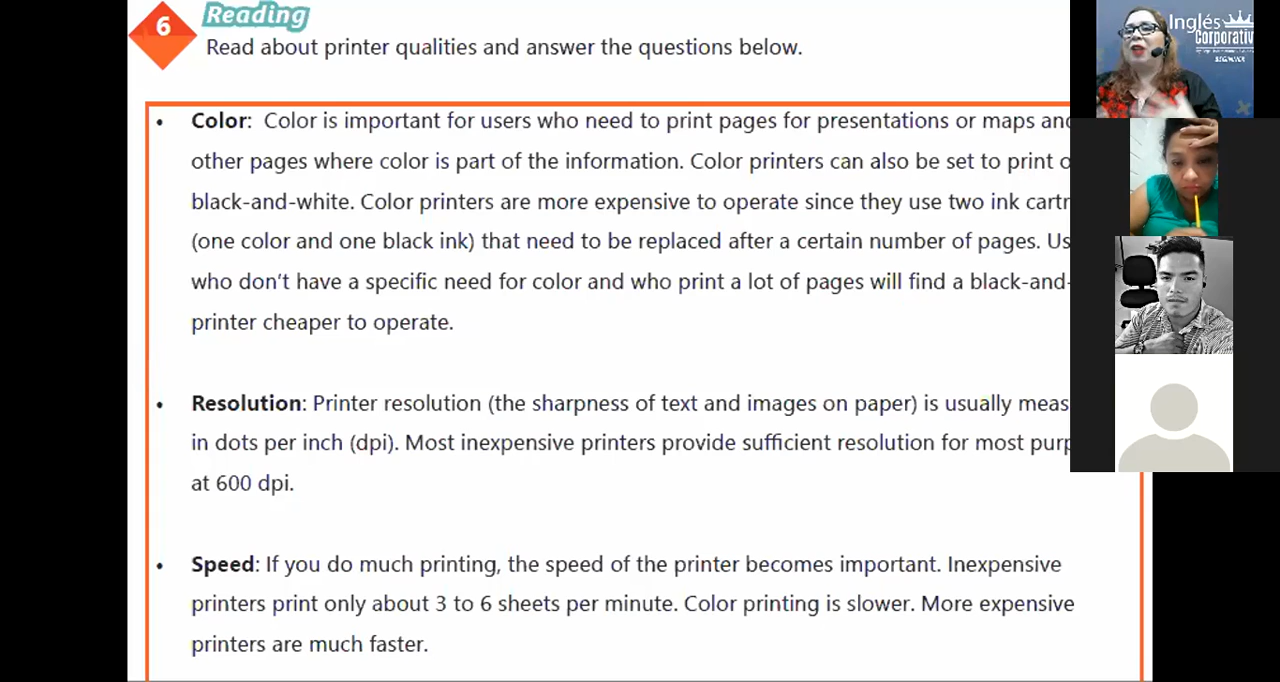 6
Reading
Read about printer qualities and answer the questions below.
• Color: Color is important for users who need to print pages for presentations or maps and
other pages where color is part of the information. Color printers can also be set to print
black-and-white. Color printers are more expensive to operate since they use two ink
(one color and one black ink) that need to be replaced after a certain number of pages.
who don't have a specific need for color and who print a lot of pages will find a black-and-
printer cheaper to operate.
• Resolution: Printer resolution (the sharpness of text and images on paper) is usually
in dots per inch (dpi). Most inexpensive printers provide sufficient resolution for most
at 600 dpi.
• Speed: If you do much printing, the speed of the printer becomes important. Inexpensive
printers print only about 3 to 6 sheets per minute. Color printing is slower. More expensive
printers are much faster.
Inglés
Corporativo